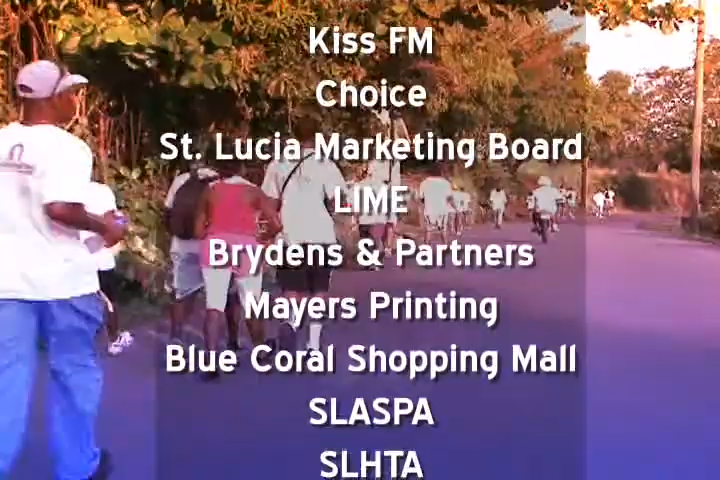 Kiss FM
Choice
St. Lucia Marketing Board
LIME
Brydens & Partners
Mayers Printing
Blue Coral Shopping Mall
SLASPA
SLHTA